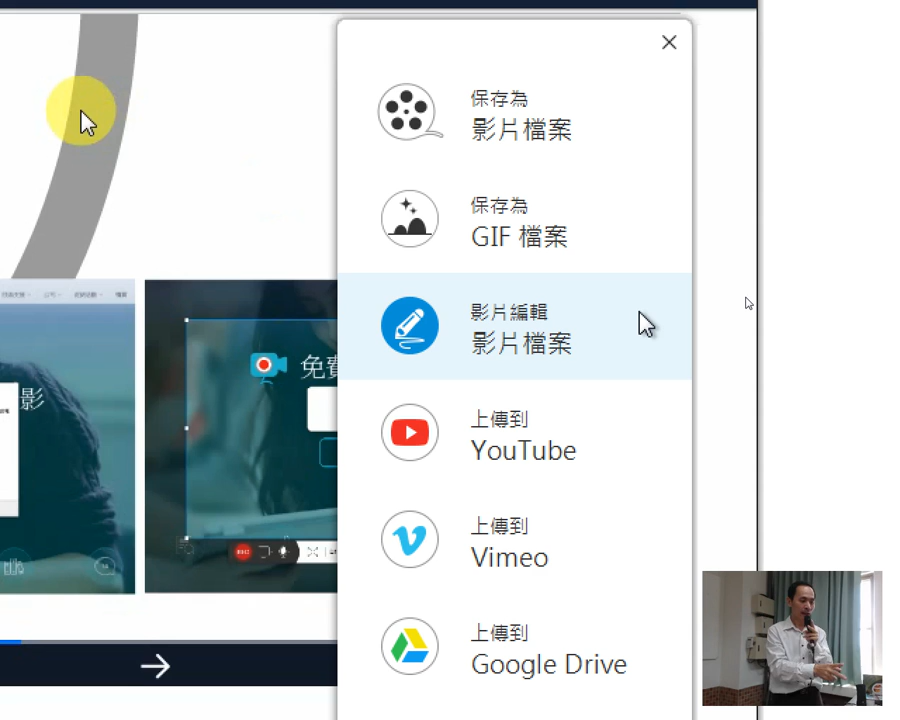 保存為
影片檔案
保存為
GIF 檔案
影片編輯
影片檔案
影
免費
上傳到
YouTube
上傳到
Vimeo
上傳到
Google Drive